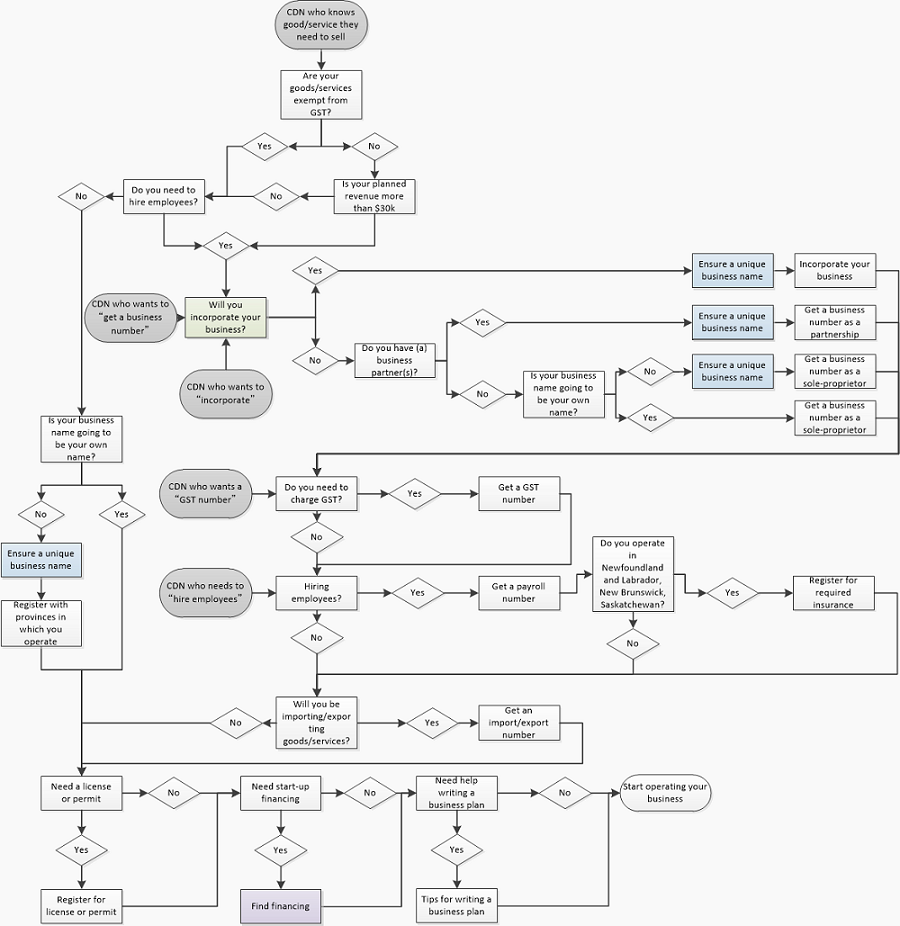 CDN who knows
good/service they
need to sell
Are your
goods/services
exempt from
GST?
Yes
No
No
Do you need to
hire employees?
No
Is your planned
revenue more
than $30k
Yes
Yes
Ensure a unique
business name
Incorporate your
business
CDN who wants to
“get a business
number”
Will you
incorporate your
business?
Yes
Ensure a unique
business name
Get a business
number as a
partnership
No
Do you have (a)
business
partner(s)?
No
Ensure a unique
business name
Get a business
number as a
sole-proprietor
CDN who wants to
“incorporate”
No
Is your business
name going to
be your own
name?
Yes
Get a business
number as a
sole-proprietor
Is your business
name going to
be your own
name?
CDN who wants a
“GST number”
Do you need to
charge GST?
Yes
Get a GST
number
No
Yes
No
Ensure a unique
business name
Do you operate
in
Newfoundland
and Labrador,
New Brunswick,
Saskatchewan?
CDN who needs to
“hire employees”
Hiring
employees?
Yes
Get a payroll
number
Yes
Register for
required
insurance
Register with
provinces in
which you
operate
No
No
No
Will you be
importing/expor
ting
goods/services?
Yes
Get an
import/export
number
Need a license
or permit
No
Need start-up
financing
No
Need help
writing a
business plan
No
Start operating your
business
Yes
Yes
Yes
Register for
license or permit
Find financing
Tips for writing a
business plan